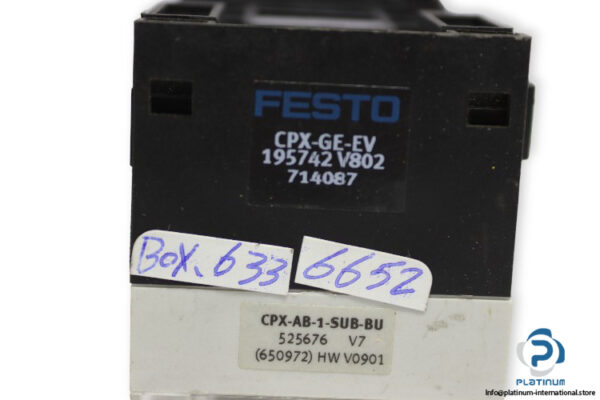 FESTO
CPX-GE-EV
195742 V802
714087
Box. 633 6652
CPX-AB-1-SUB-BU
525676 V7
(650972) HW V0901
PLATINUM
INTERNATIONAL
Info@platinum-international.store